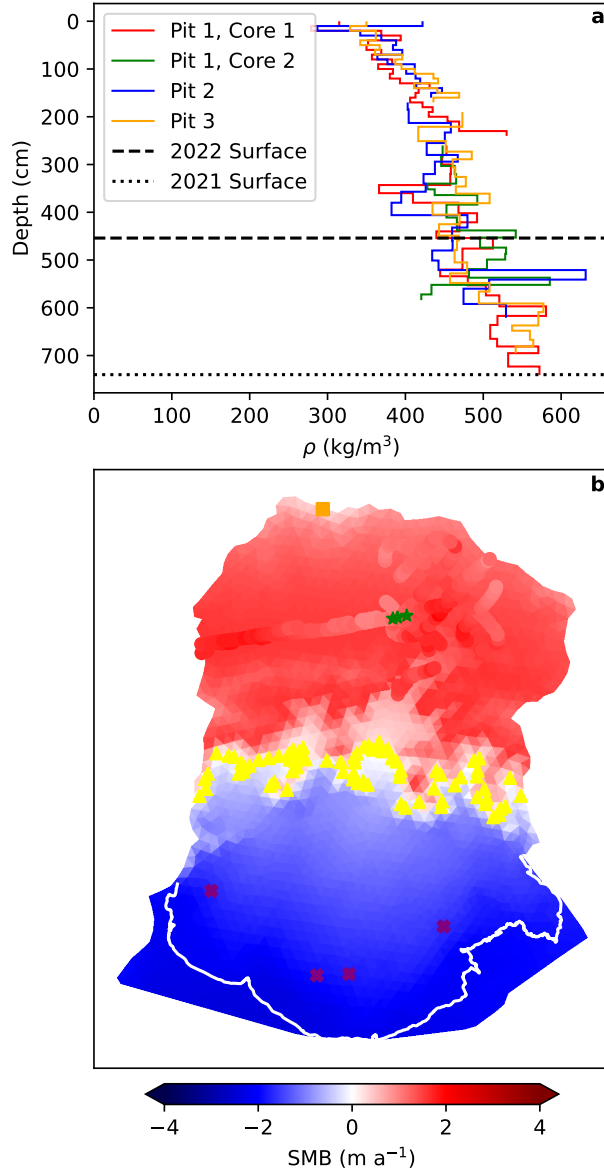 a
0
100
200
300
400
500
600
700
Depth (cm)
Pit 1, Core 1
Pit 1, Core 2
Pit 2
Pit 3
2022 Surface
2021 Surface
0 100 200 300 400 500 600
ρ (kg/m³)
b
−4 −2 0 2 4
SMB (m a⁻¹)